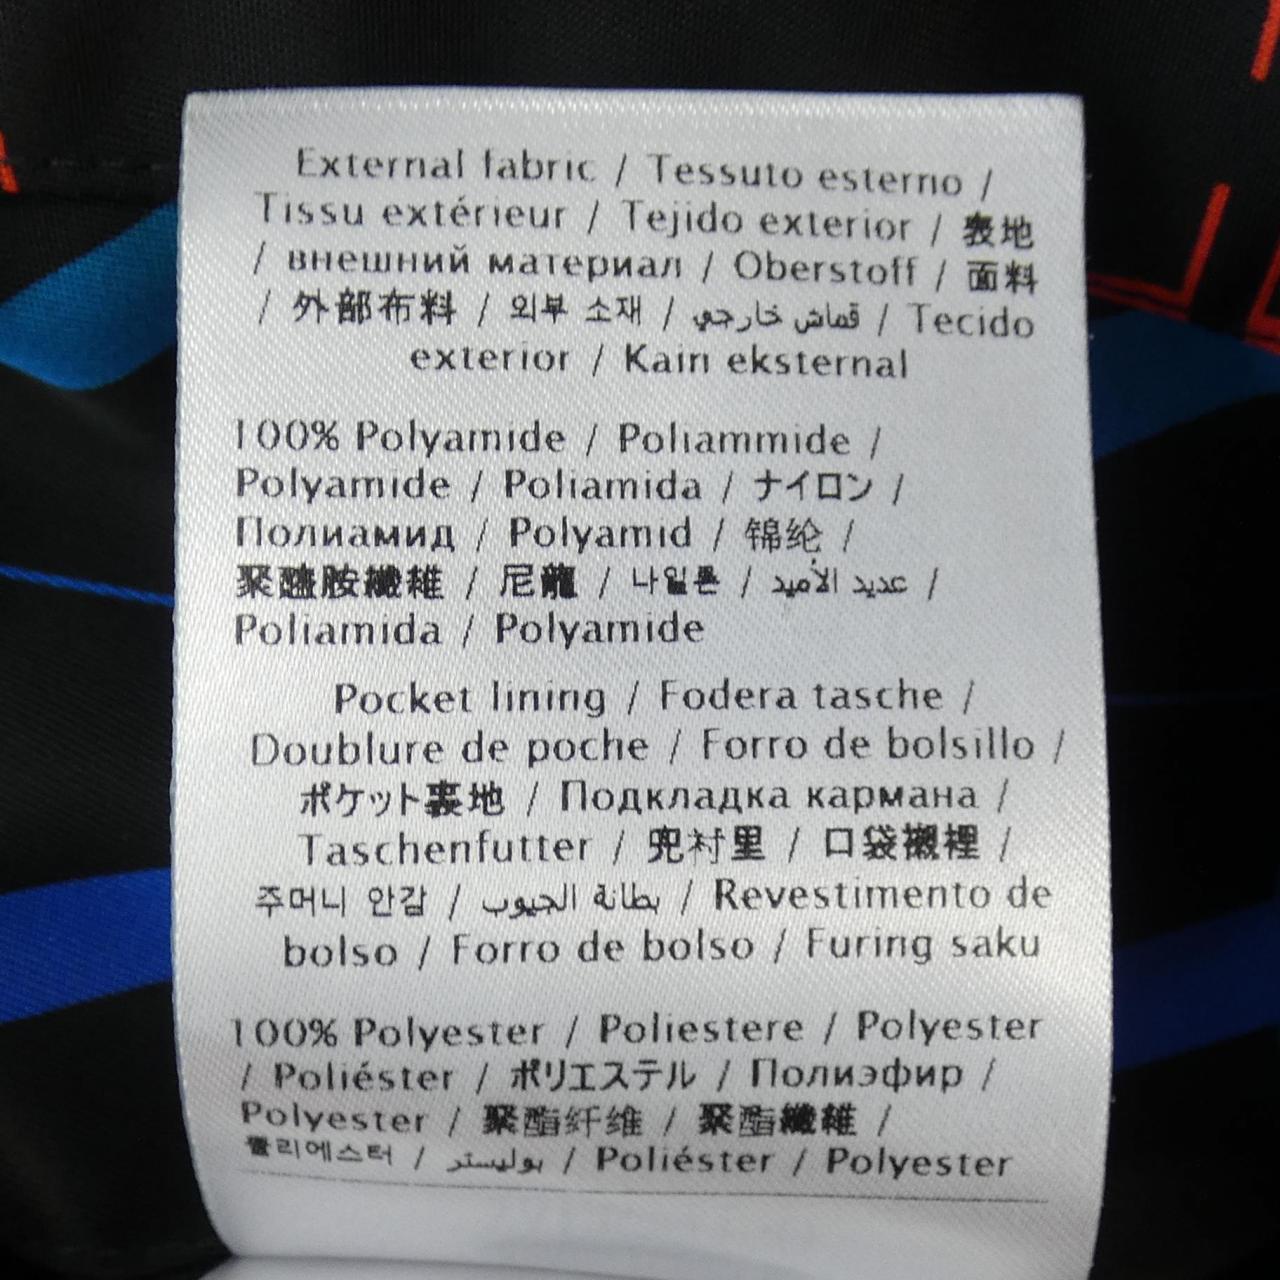 External fabric / Tessuto esterno /
Tissu extérieur / Tejido exterior / 表地
/ внешний материал / Oberstoff / 面料
/ 外部布料 / 외부 소재 / قماش خارجي / Tecido
exterior / Kain eksternal
100% Polyamide / Poliammide /
Polyamide / Poliamida / ナイロン /
Полиамид / Polyamid / 锦纶 /
聚醯胺纖維 / 尼龍 / 나일론 / عديد الأميد /
Poliamida / Polyamide
Pocket lining / Fodera tasche /
Doublure de poche / Forro de bolsillo /
ポケット裏地 / Подкладка кармана /
Taschenfutter / 兜衬里 / 口袋襯裡 /
주머니 안감 / بطانة الجيوب / Revestimento de
bolso / Forro de bolso / Furing saku
100% Polyester / Poliestere / Polyester
/ Poliéster / ポリエステル / Полиэфир /
Polyester / 聚酯纤维 / 聚酯纖維 /
폴리에스터 / بوليستر / Poliéster / Polyester